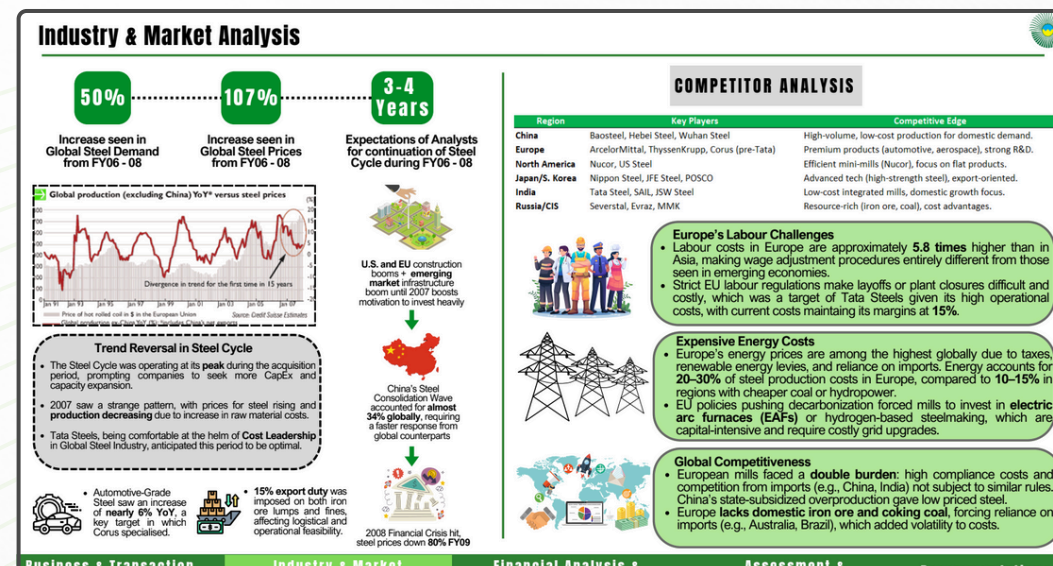 Industry & Market Analysis
50%
107%
3-4
Years
Increase seen in
Global Steel Demand
from FY06 - 08
Increase seen in
Global Steel Prices
from FY06 - 08
Expectations of Analysts
for continuation of Steel
Cycle during FY06 - 08
Global production (excluding China) YoY* versus steel prices
(%)
20
15
10
5
0
Divergence in trend for the first time in 15 years
Jan 91
Jan 93
Jan 95
Jan 97
Jan 99
Jan 01
Jan 03
Jan 05
Jan 07
Price of hot rolled coil in $ in the European Union
Source: Credit Suisse Estimates
Trend Reversal in Steel Cycle
• The Steel Cycle was operating at its peak during the acquisition
period, prompting companies to seek more CapEx and
capacity expansion.
• 2007 saw a strange pattern, with prices for steel rising and
production decreasing due to increase in raw material costs.
• Tata Steels, being comfortable at the helm of Cost Leadership
in Global Steel Industry, anticipated this period to be optimal.
• Automotive-Grade
Steel saw an increase
of nearly 6% YoY, a
key target in which
Corus specialised.
• 15% export duty was
imposed on both iron
ore lumps and fines,
affecting logistical and
operational feasibility.
U.S. and EU construction
booms + emerging
market infrastructure
boom until 2007 boosts
motivation to invest heavily
China's Steel
Consolidation Wave
accounted for almost
34% globally, requiring
a faster response from
global counterparts
2008 Financial Crisis hit,
steel prices down 80% FY09
COMPETITOR ANALYSIS
Region Key Players Competitive Edge
China Baosteel, Hebei Steel, Wuhan Steel High-volume, low-cost production for domestic demand.
Europe ArcelorMittal, ThyssenKrupp, Corus (pre-Tata) Premium products (automotive, aerospace), strong R&D.
North America Nucor, US Steel Efficient mini-mills (Nucor), focus on flat products.
Japan/S. Korea Nippon Steel, JFE Steel, POSCO Advanced tech (high-strength steel), export-oriented.
India Tata Steel, SAIL, JSW Steel Low-cost integrated mills, domestic growth focus.
Russia/CIS Severstal, Evraz, MMK Resource-rich (iron ore, coal), cost advantages.
Europe's Labour Challenges
• Labour costs in Europe are approximately 5.8 times higher than in
Asia, making wage adjustment procedures entirely different from those
seen in emerging economies.
• Strict EU labour regulations make layoffs or plant closures difficult and
costly, which was a target of Tata Steels given its high operational
costs, with current costs maintaing its margins at 15%.
Expensive Energy Costs
• Europe's energy prices are among the highest globally due to taxes,
renewable energy levies, and reliance on imports. Energy accounts for
20–30% of steel production costs in Europe, compared to 10–15% in
regions with cheaper coal or hydropower.
• EU policies pushing decarbonization forced mills to invest in electric
arc furnaces (EAFs) or hydrogen-based steelmaking, which are
capital-intensive and require costly grid upgrades.
Global Competitiveness
• European mills faced a double burden: high compliance costs and
competition from imports (e.g., China, India) not subject to similar rules.
China's state-subsidized overproduction gave low priced steel.
• Europe lacks domestic iron ore and coking coal, forcing reliance on
imports (e.g., Australia, Brazil), which added volatility to costs.
Business & Transaction
Industry & Market
Financial Analysis &
Assessment &